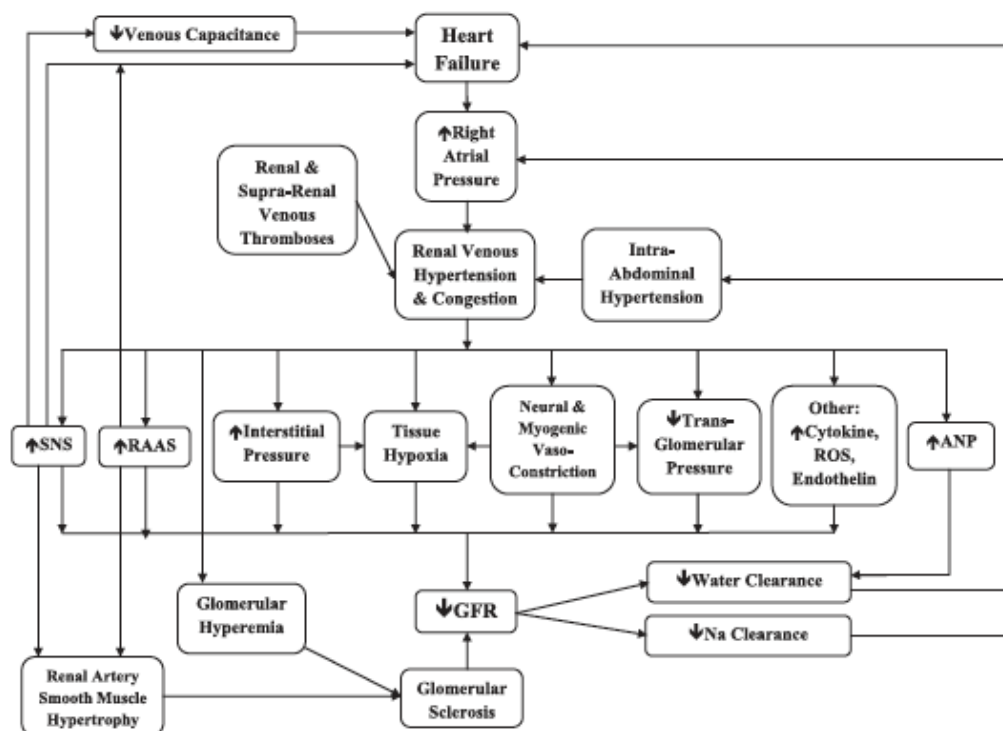 ↓Venous Capacitance
Heart
Failure
↑Right
Atrial
Pressure
Renal &
Supra-Renal
Venous
Thromboses
Renal Venous
Hypertension
& Congestion
Intra-
Abdominal
Hypertension
↑SNS
↑RAAS
↑Interstitial
Pressure
Tissue
Hypoxia
Neural &
Myogenic
Vaso-
Constriction
↓Trans-
Glomerular
Pressure
Other:
↑Cytokine,
ROS,
Endothelin
↑ANP
Glomerular
Hyperemia
↓GFR
↓Water Clearance
↓Na Clearance
Renal Artery
Smooth Muscle
Hypertrophy
Glomerular
Sclerosis